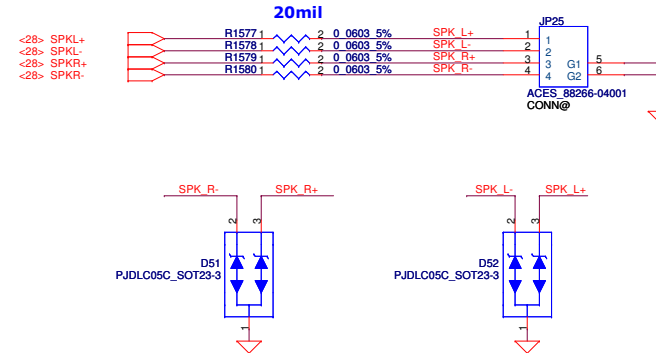 20mil
JP25
<28> SPKL+ R1577 1 2 0_0603_5% SPK_L+ 1 1
<28> SPKL- R1578 1 2 0_0603_5% SPK_L- 2 2
<28> SPKR+ R1579 1 2 0_0603_5% SPK_R+ 3 3 G1 5
<28> SPKR- R1580 1 2 0_0603_5% SPK_R- 4 4 G2 6
ACES_88266-04001
CONN@
SPK_R- SPK_R+ SPK_L- SPK_L+
2 3 2 3
D51 D52
PJDLC05C_SOT23-3 PJDLC05C_SOT23-3
1 1